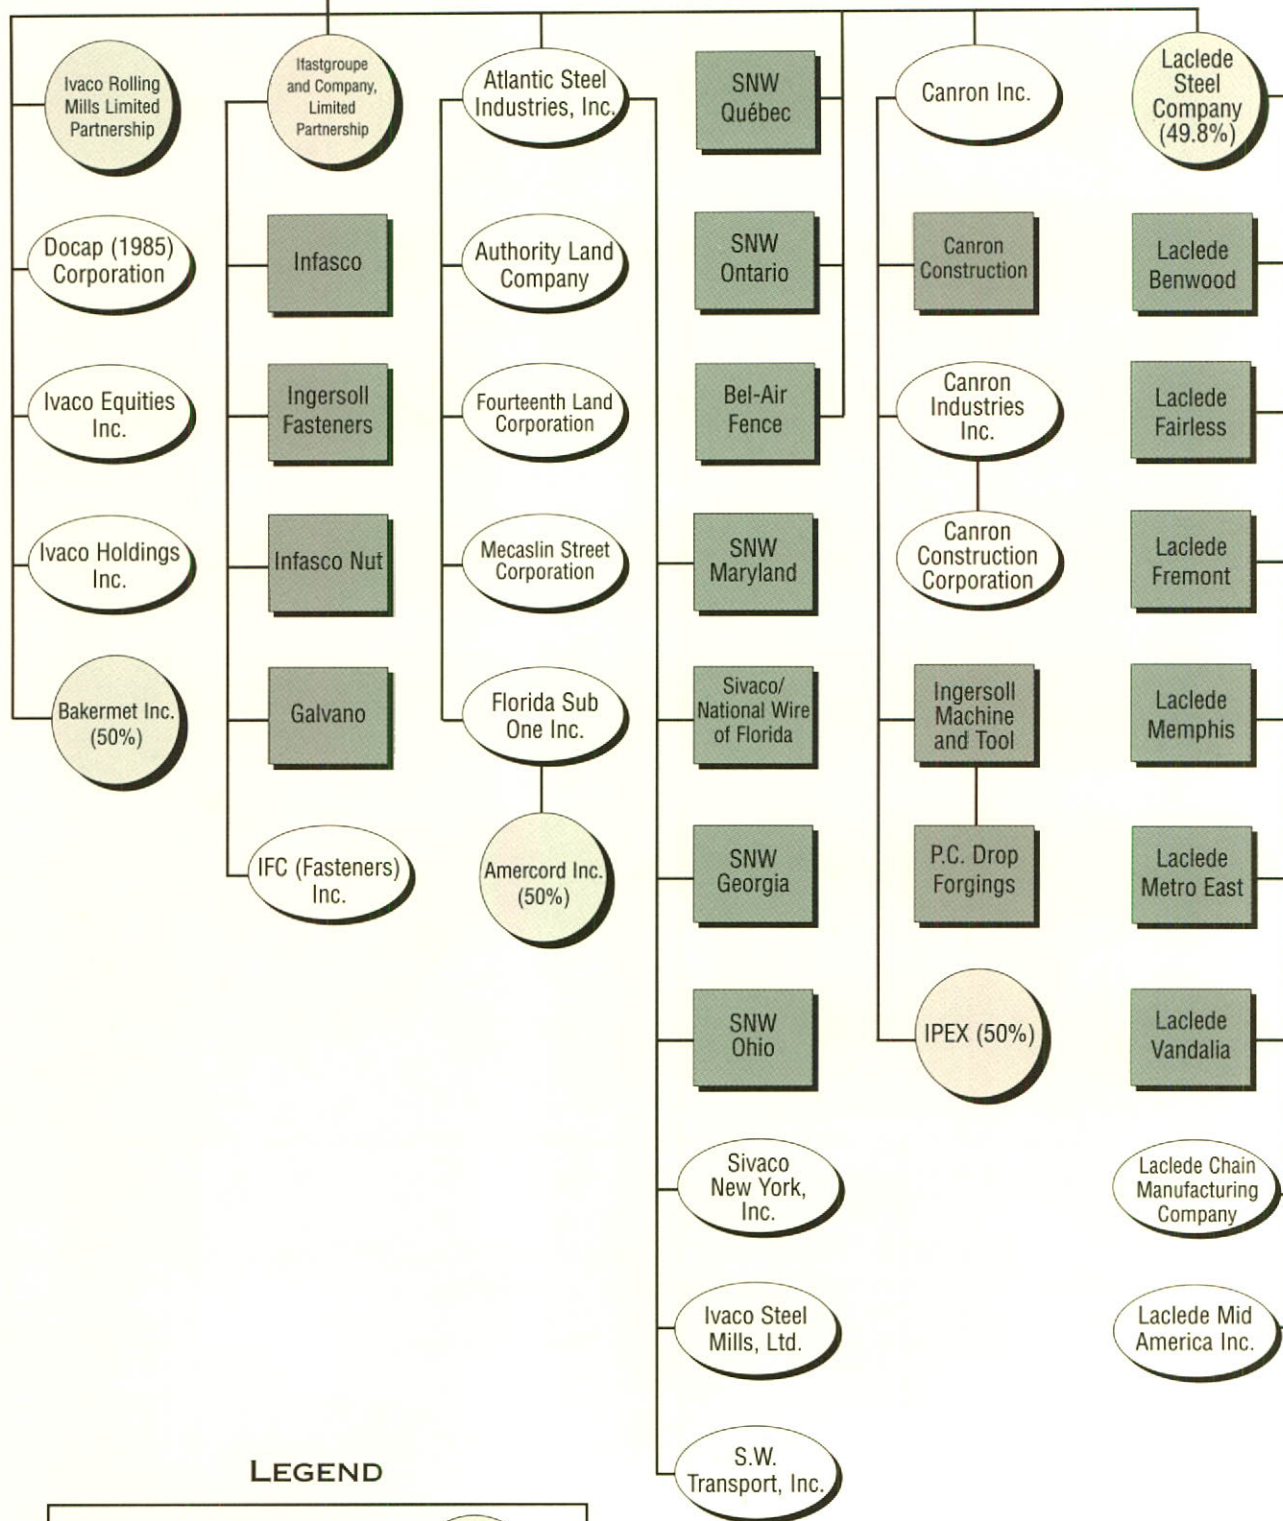 Ivaco Rolling
Mills Limited
Partnership
Docap (1985)
Corporation
Ivaco Equities
Inc.
Ivaco Holdings
Inc.
Bakermet Inc.
(50%)
Ifastgroupe
and Company,
Limited
Partnership
Infasco
Ingersoll
Fasteners
Infasco Nut
Galvano
IFC (Fasteners)
Inc.
Atlantic Steel
Industries, Inc.
Authority Land
Company
Fourteenth Land
Corporation
Mecaslin Street
Corporation
Florida Sub
One Inc.
Amercord Inc.
(50%)
SNW
Québec
SNW
Ontario
Bel-Air
Fence
SNW
Maryland
Sivaco/
National Wire
of Florida
SNW
Georgia
SNW
Ohio
Sivaco
New York,
Inc.
Ivaco Steel
Mills, Ltd.
S.W.
Transport, Inc.
Canron Inc.
Canron
Construction
Canron
Industries
Inc.
Canron
Construction
Corporation
Ingersoll
Machine
and Tool
P.C. Drop
Forgings
IPEX (50%)
Laclede
Steel
Company
(49.8%)
Laclede
Benwood
Laclede
Fairless
Laclede
Fremont
Laclede
Memphis
Laclede
Metro East
Laclede
Vandalia
Laclede Chain
Manufacturing
Company
Laclede Mid
America Inc.
LEGEND